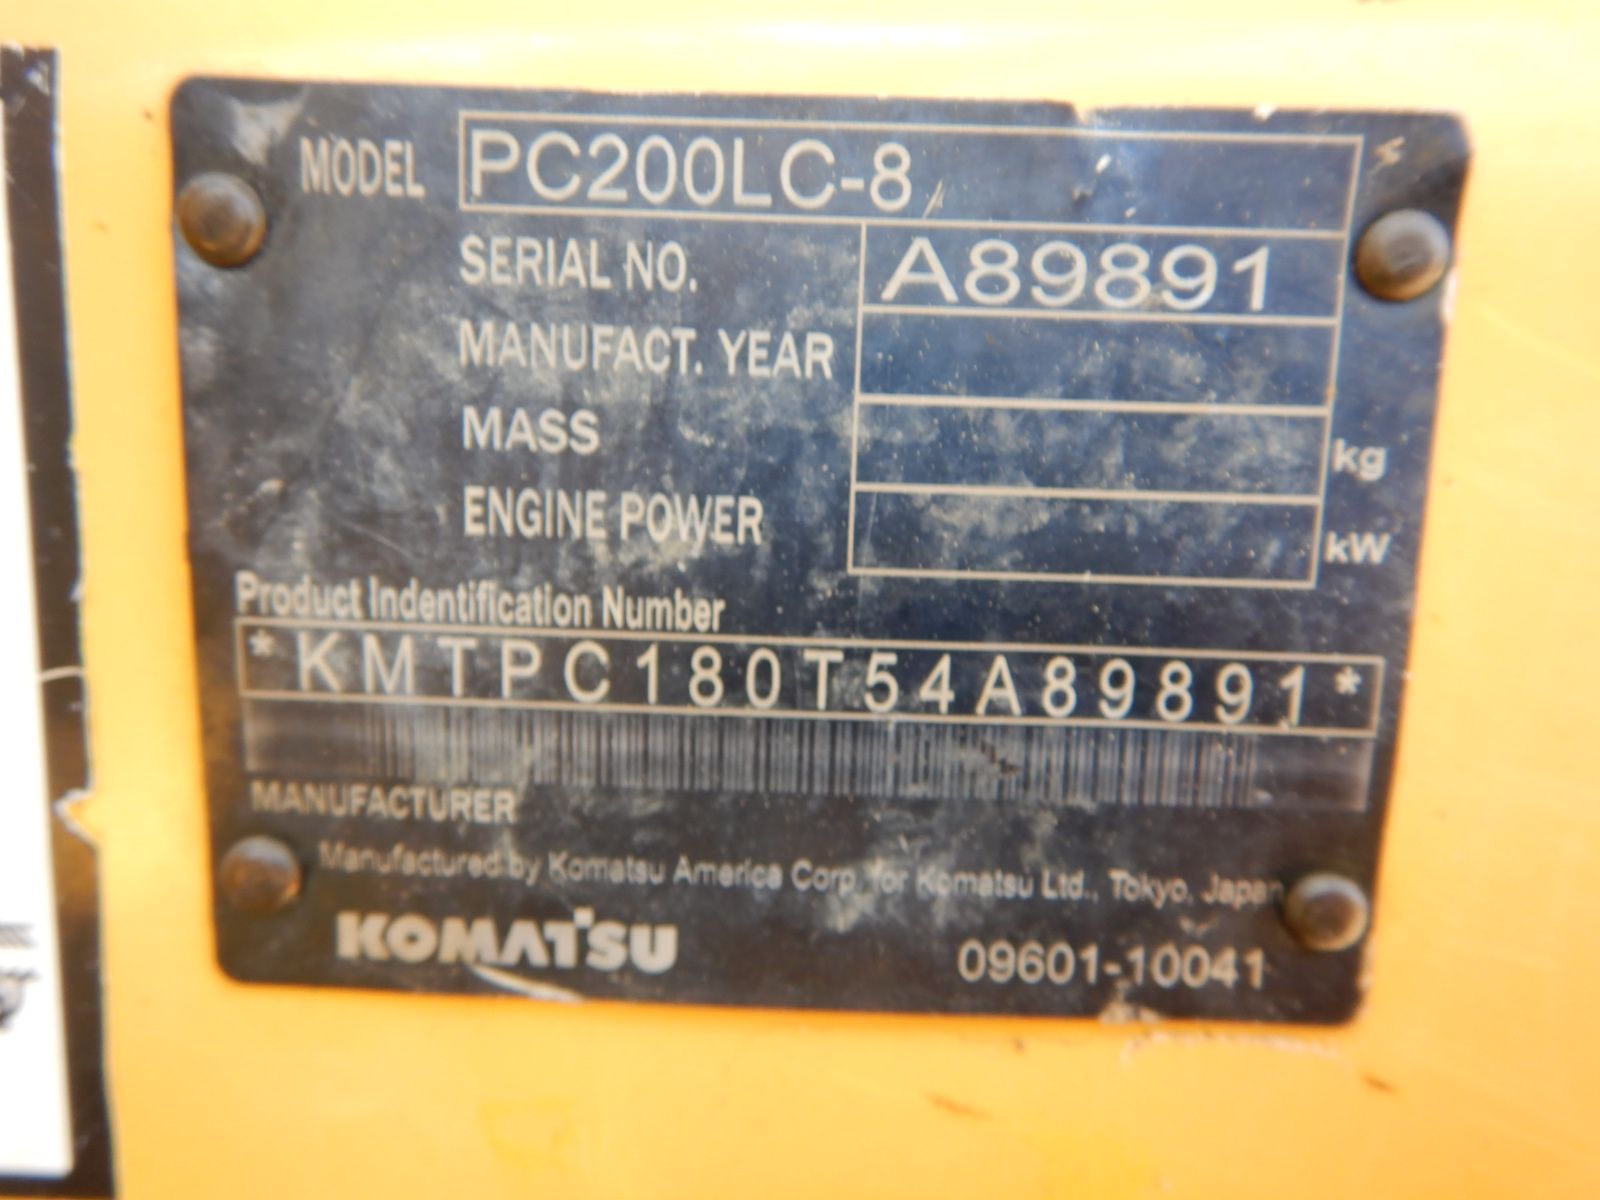 MODEL PC200LC-8
SERIAL NO. A89891
MANUFACT. YEAR
MASS kg
ENGINE POWER kW
Product Indentification Number
*KMTPC180T54A89891*
MANUFACTURER
Manufactured by Komatsu America Corp. for Komatsu Ltd., Tokyo, Japan
KOMATSU 09601-10041